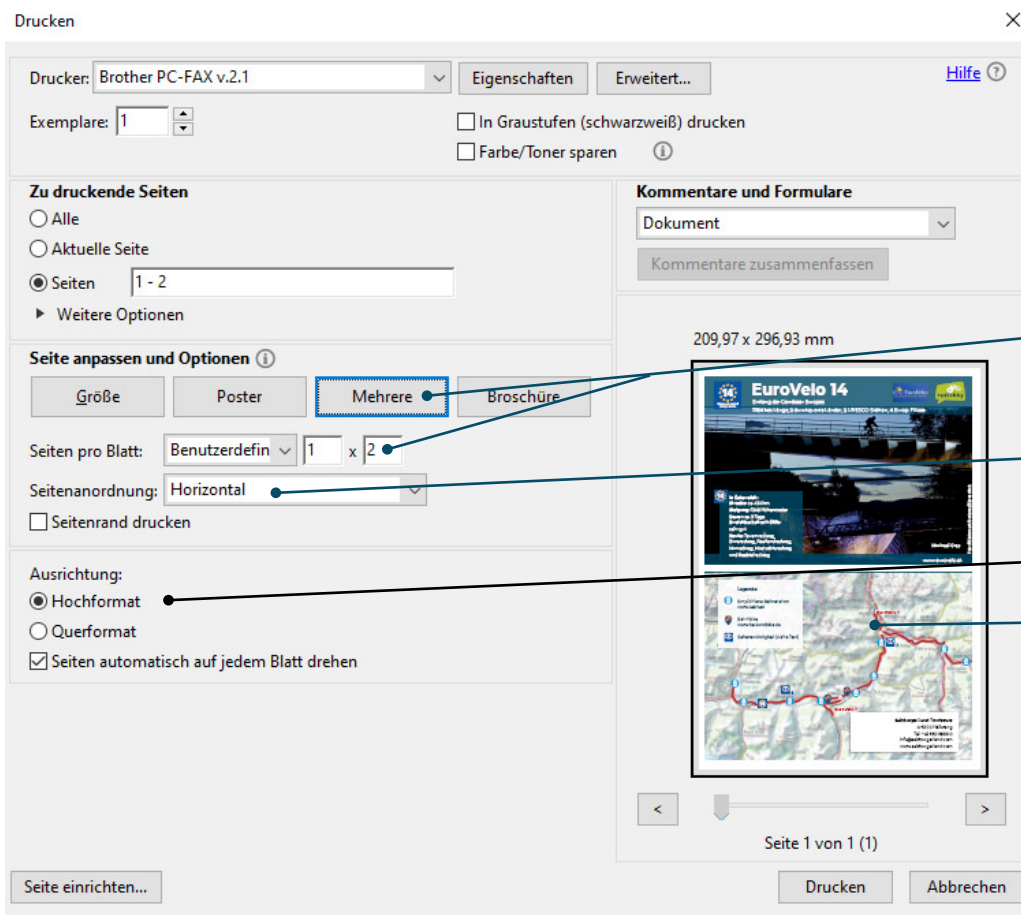 Drucken
Drucker: Brother PC-FAX v.2.1 Eigenschaften Erweitert... Hilfe
Exemplare: 1
In Graustufen (schwarzweiß) drucken
Farbe/Toner sparen
Zu druckende Seiten
Alle
Aktuelle Seite
Seiten 1 - 2
Weitere Optionen
Kommentare und Formulare
Dokument
Kommentare zusammenfassen
Seite anpassen und Optionen
Größe Poster Mehrere Broschüre
Seiten pro Blatt: Benutzerdefin 1 x 2
Seitenanordnung: Horizontal
Seitenrand drucken
Ausrichtung:
Hochformat
Querformat
Seiten automatisch auf jedem Blatt drehen
209,97 x 296,93 mm
14 EuroVelo 14
In Österreich:
Legende:
< >
Seite 1 von 1 (1)
Seite einrichten... Drucken Abbrechen